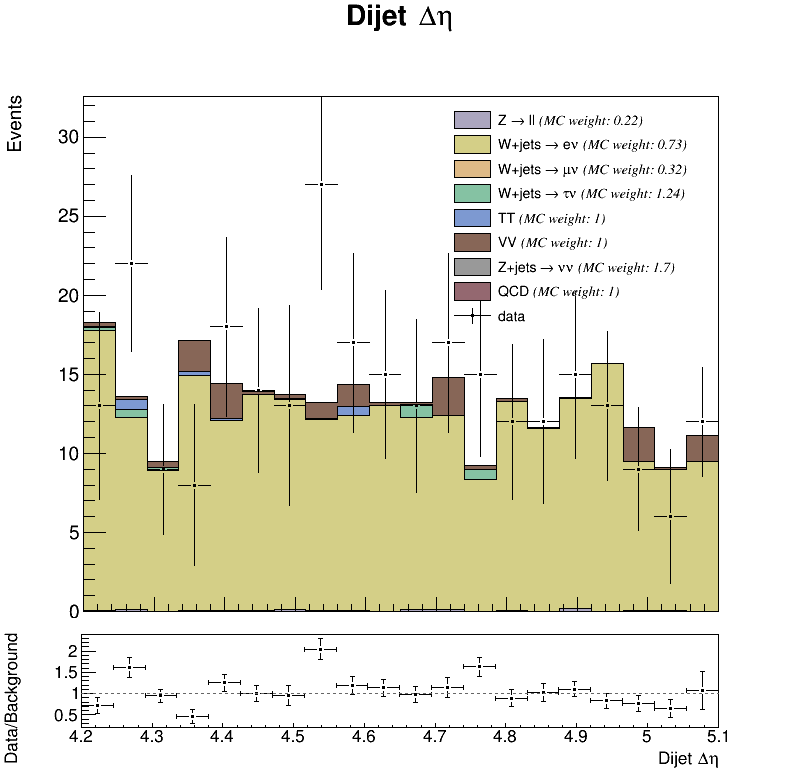 Dijet Δη
Events
30
25
20
15
10
5
0
Z → ll (MC weight: 0.22)
W+jets → eν (MC weight: 0.73)
W+jets → μν (MC weight: 0.32)
W+jets → τν (MC weight: 1.24)
TT (MC weight: 1)
VV (MC weight: 1)
Z+jets → νν (MC weight: 1.7)
QCD (MC weight: 1)
data
Data/Background
2
1.5
1
0.5
4.2 4.3 4.4 4.5 4.6 4.7 4.8 4.9 5 5.1
Dijet Δη